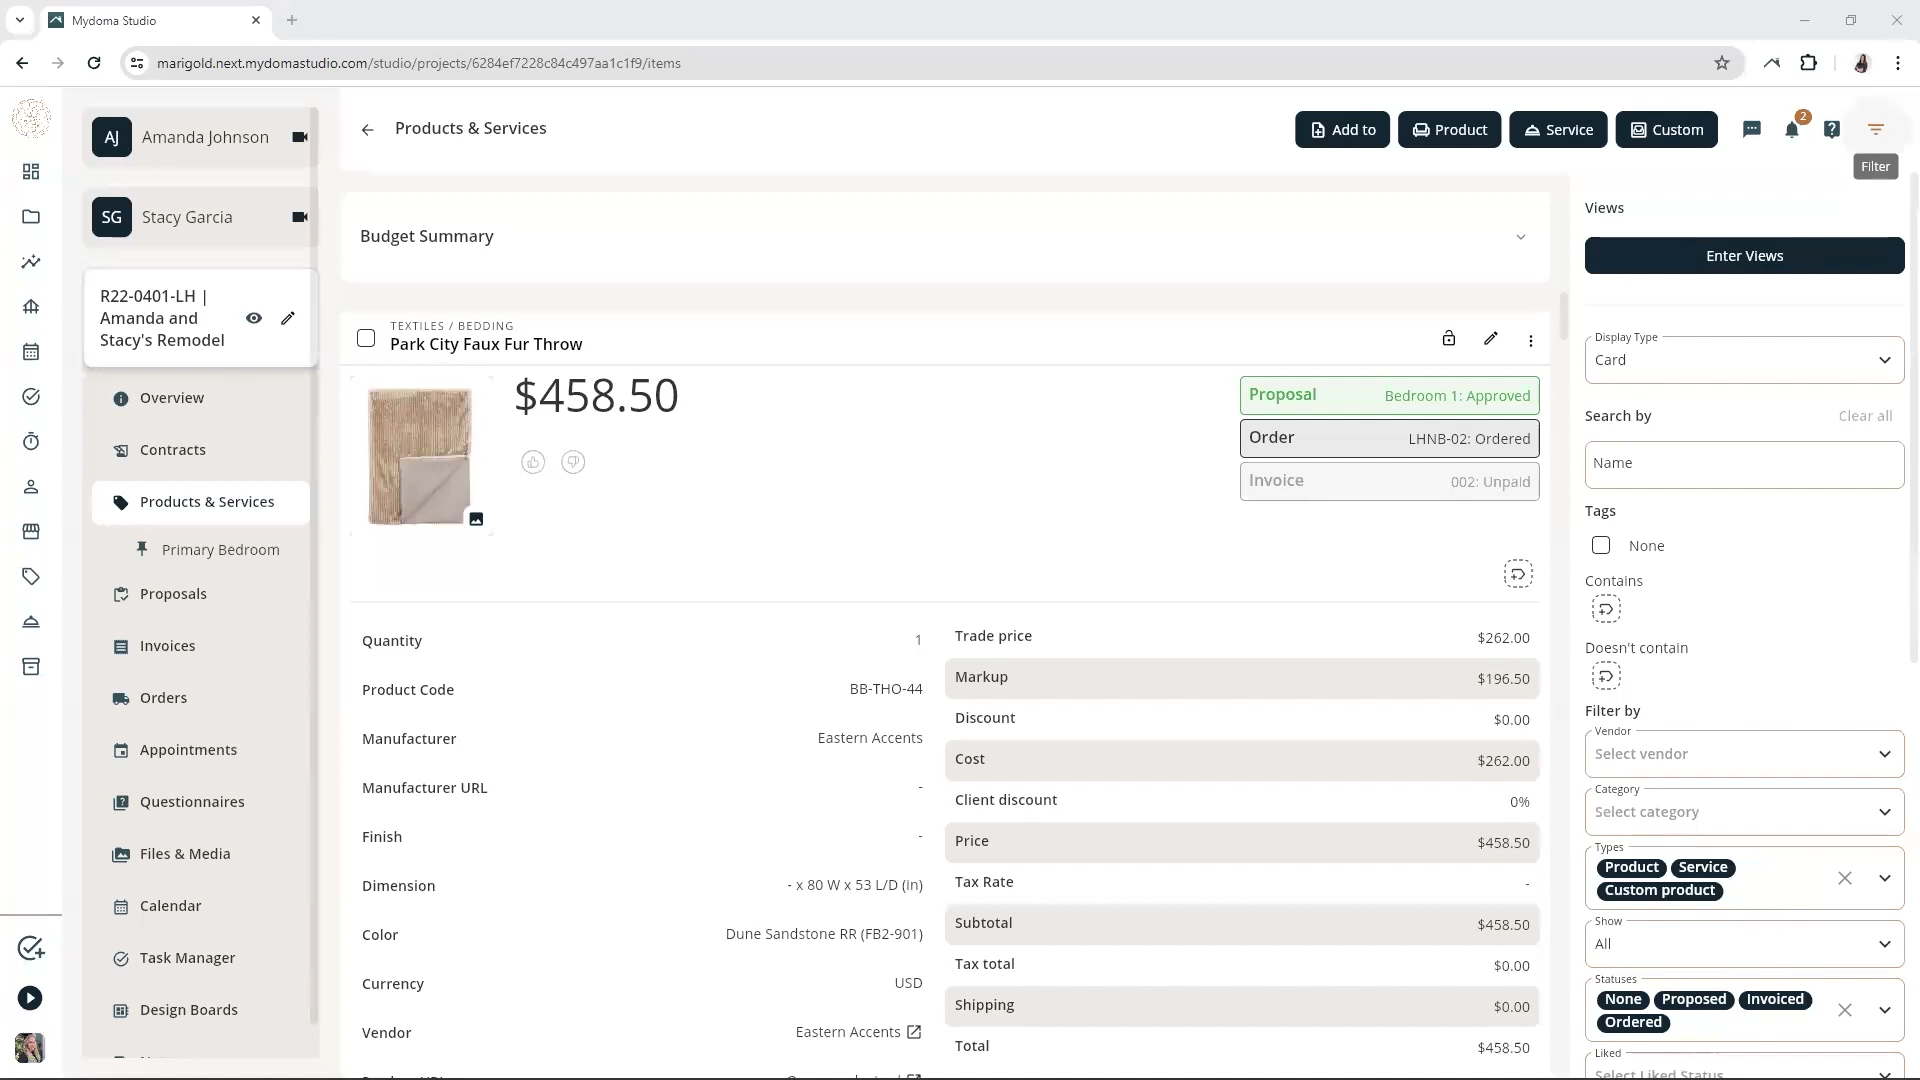 Mydoma Studio
marigold.next.mydomastudio.com/studio/projects/6284ef7228c84c497aa1c1f9/items
AJ
Amanda Johnson
SG
Stacy Garcia
R22-0401-LH |
Amanda and
Stacy's Remodel
Overview
Contracts
Products & Services
Primary Bedroom
Proposals
Invoices
Orders
Appointments
Questionnaires
Files & Media
Calendar
Task Manager
Design Boards
Products & Services
Add to
Product
Service
Custom
2
Filter
Budget Summary
TEXTILES / BEDDING
Park City Faux Fur Throw
$458.50
Proposal Bedroom 1: Approved
Order LHNB-02: Ordered
Invoice 002: Unpaid
Quantity 1
Product Code BB-THO-44
Manufacturer Eastern Accents
Manufacturer URL -
Finish -
Dimension - x 80 W x 53 L/D (in)
Color Dune Sandstone RR (FB2-901)
Currency USD
Vendor Eastern Accents
Trade price $262.00
Markup $196.50
Discount $0.00
Cost $262.00
Client discount 0%
Price $458.50
Tax Rate -
Subtotal $458.50
Tax total $0.00
Shipping $0.00
Total $458.50
Views
Enter Views
Display Type
Card
Search by Clear all
Name
Tags
None
Contains
Doesn't contain
Filter by
Vendor
Select vendor
Category
Select category
Types
Product Service
Custom product
Show
All
Statuses
None Proposed Invoiced
Ordered
Liked
Select Liked Status